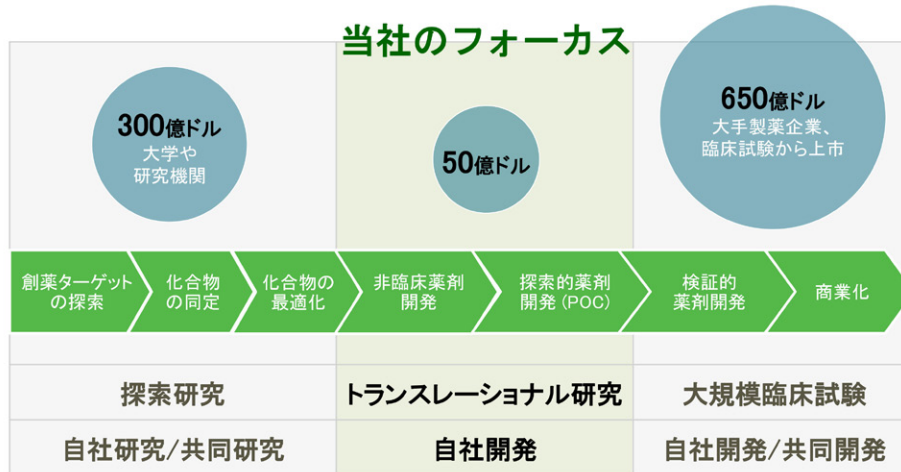 当社のフォーカス
300億ドル
大学や
研究機関
50億ドル
650億ドル
大手製薬企業、
臨床試験から上市
創薬ターゲット
の探索
化合物
の同定
化合物の
最適化
非臨床薬剤
開発
探索的薬剤
開発(POC)
検証的
薬剤開発
商業化
探索研究
トランスレーショナル研究
大規模臨床試験
自社研究/共同研究
自社開発
自社開発/共同開発